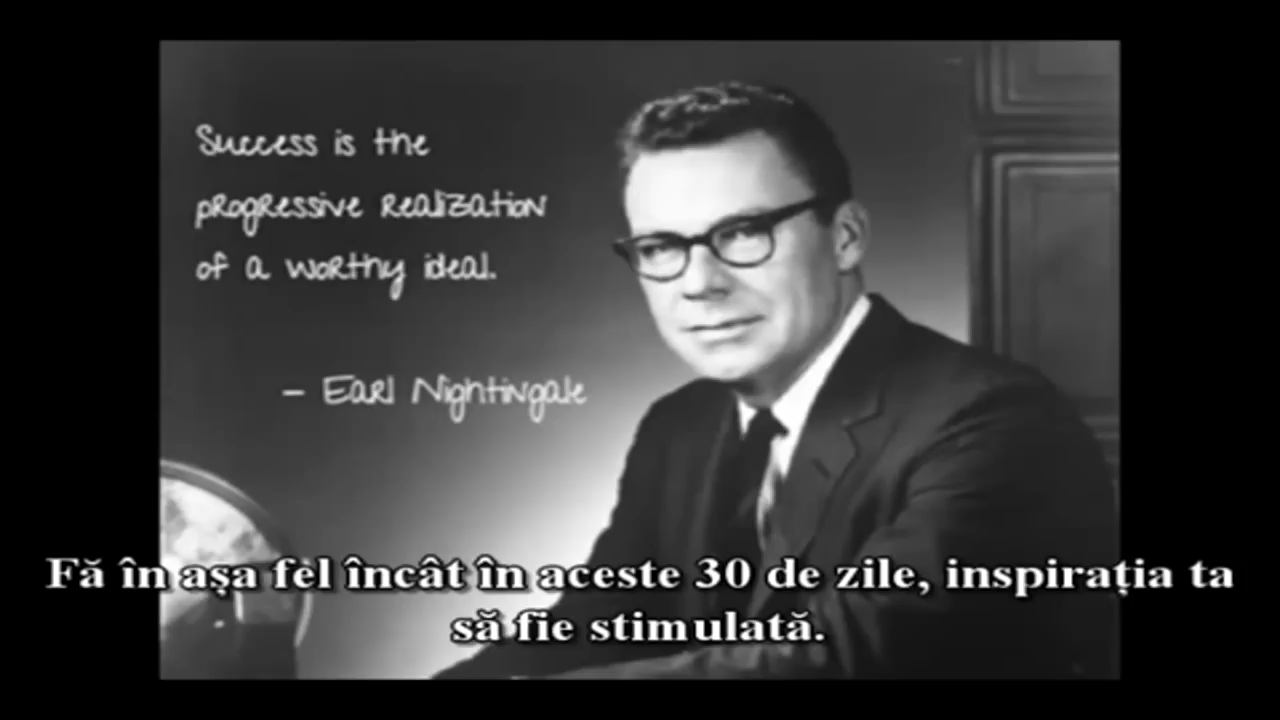 Success is the
progressive realization
of a worthy ideal.
- Earl Nightingale
Fă în așa fel încât în aceste 30 de zile, inspirația ta
să fie stimulată.